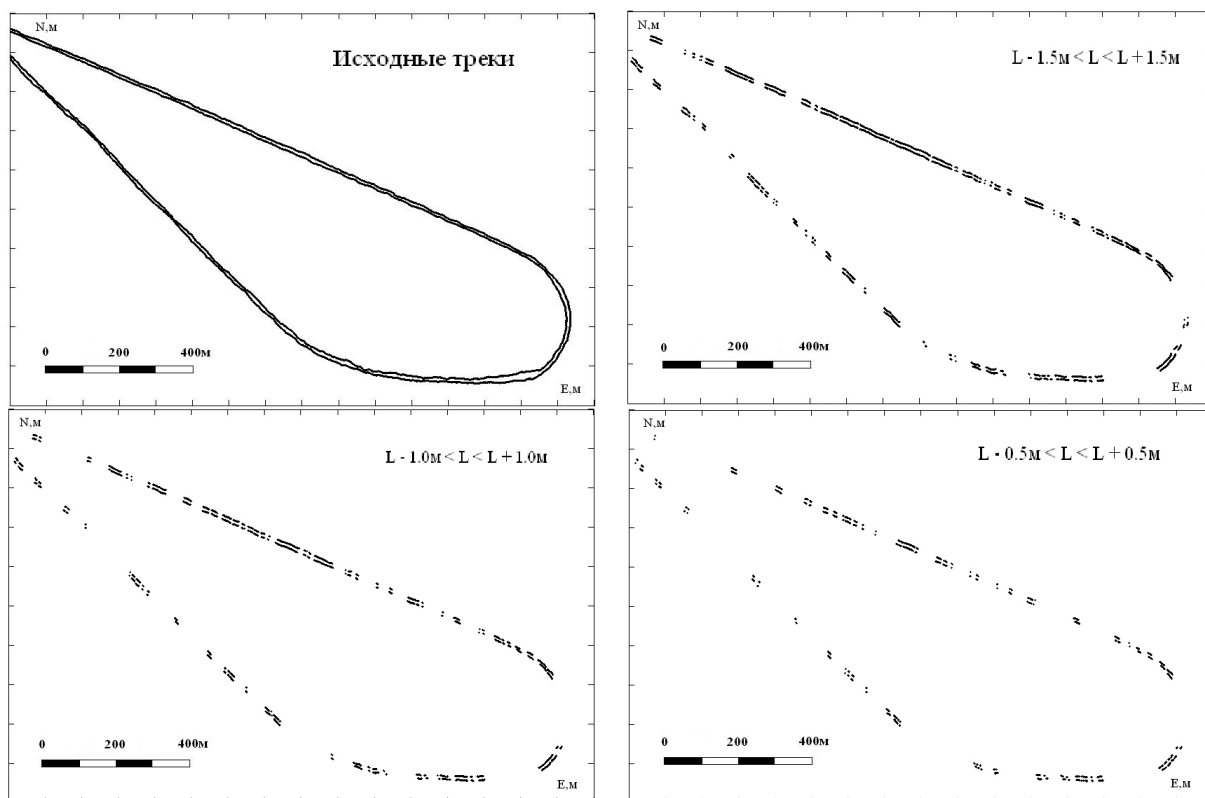 N,м
Исходные треки
0 200 400м
E,м
N,м
L - 1.5м < L < L + 1.5м
0 200 400м
E,м
N,м
L - 1.0м < L < L + 1.0м
0 200 400м
E,м
N,м
L - 0.5м < L < L + 0.5м
0 200 400м
E,м